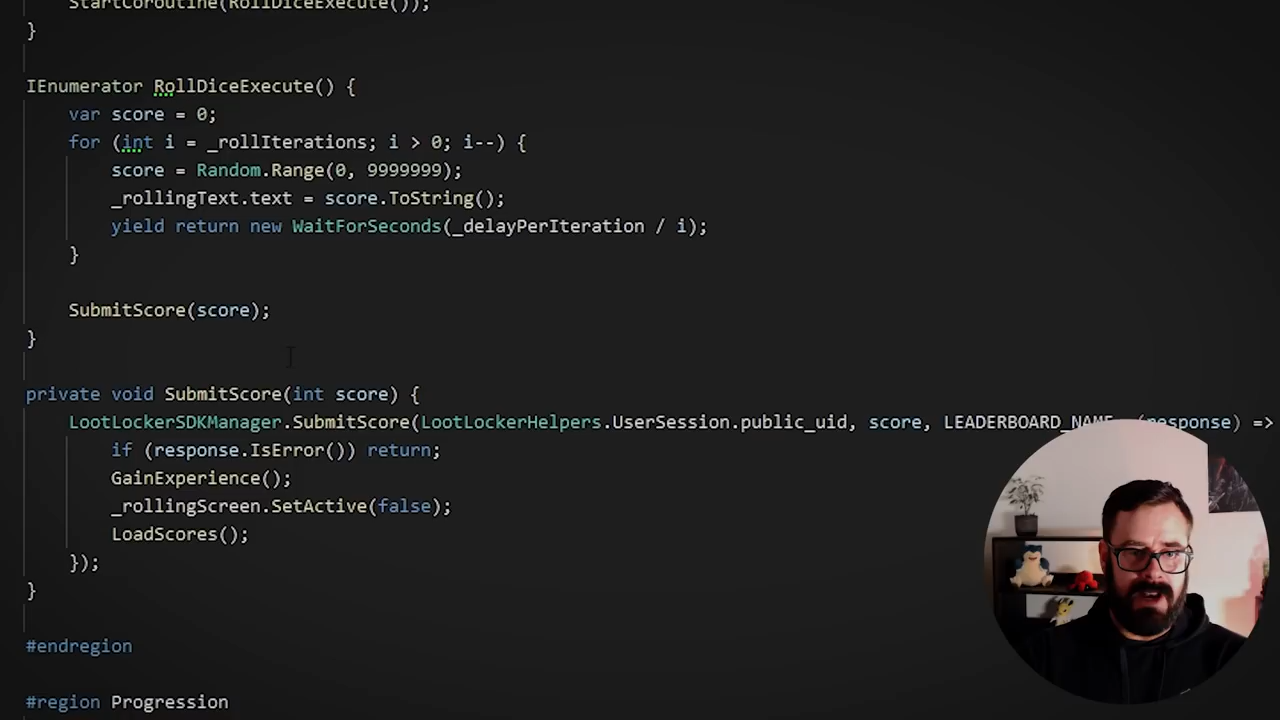 StartCoroutine(RollDiceExecute());
}
IEnumerator RollDiceExecute() {
var score = 0;
for (int i = _rollIterations; i > 0; i--) {
score = Random.Range(0, 9999999);
_rollingText.text = score.ToString();
yield return new WaitForSeconds(_delayPerIteration / i);
}
SubmitScore(score);
}
private void SubmitScore(int score) {
LootLockerSDKManager.SubmitScore(LootLockerHelpers.UserSession.public_uid, score, LEADERBOARD_NAME, (response) =>
if (response.IsError()) return;
GainExperience();
_rollingScreen.SetActive(false);
LoadScores();
});
}
#endregion
#region Progression